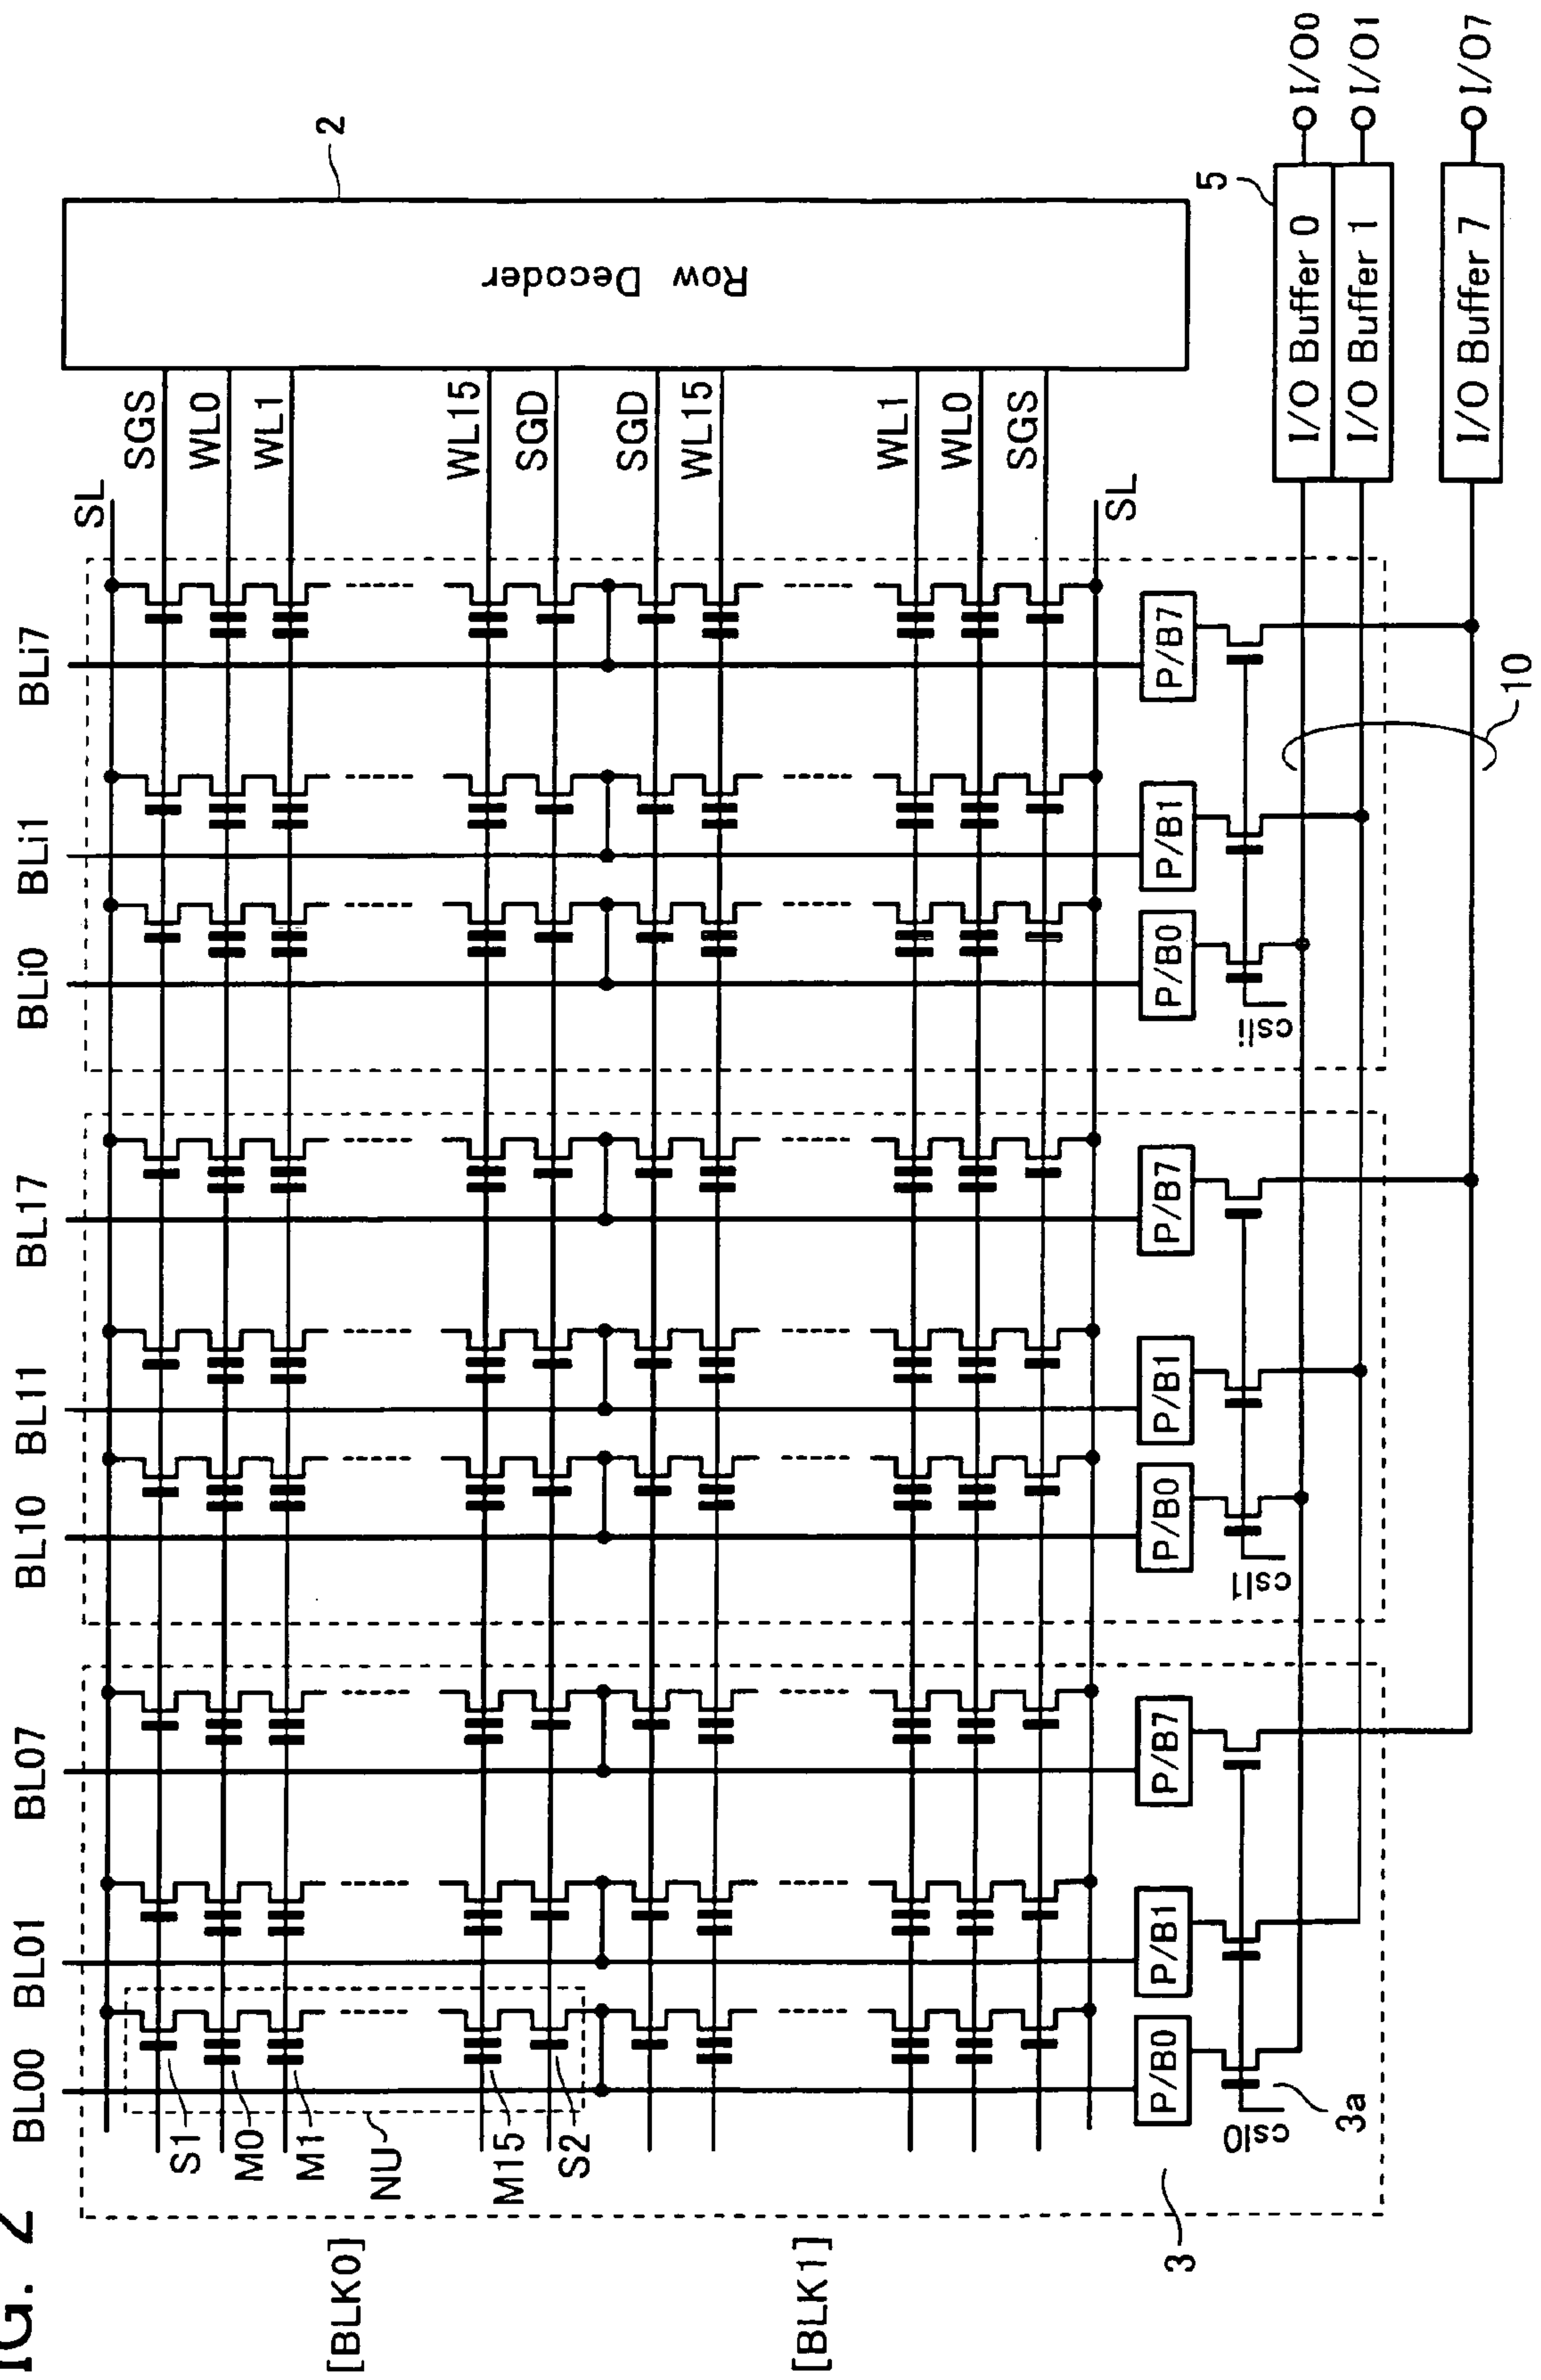 IG. 2
BL00 BL01 BL07 BL10 BL11 BL17 BLi0 BLi1 BLi7
SL
S1
SGS
M0
WL0
M1
WL1
[BLK0]
NU
M15
WL15
S2
SGD
SGD
WL15
[BLK1]
WL1
WL0
SGS
SL
Row Decoder
2
3
P/B0 P/B1 P/B7 P/B0 P/B1 P/B7 P/B0 P/B1 P/B7
csl0 csl1 csli
3a
5
I/O Buffer 0 I/O0
I/O Buffer 1 I/O1
I/O Buffer 7 I/O7
10